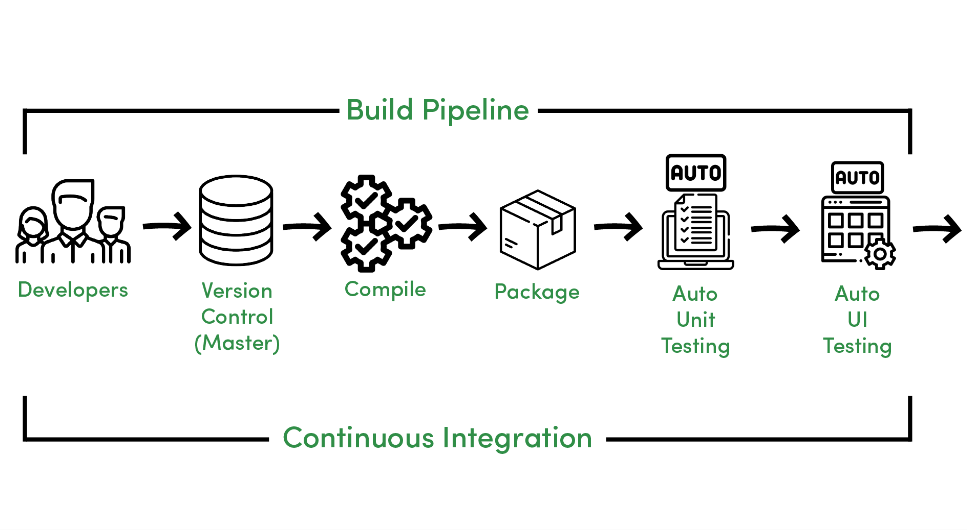 Build Pipeline
AUTO
AUTO
Developers
Version
Control
(Master)
Compile
Package
Auto
Unit
Testing
Auto
UI
Testing
Continuous Integration